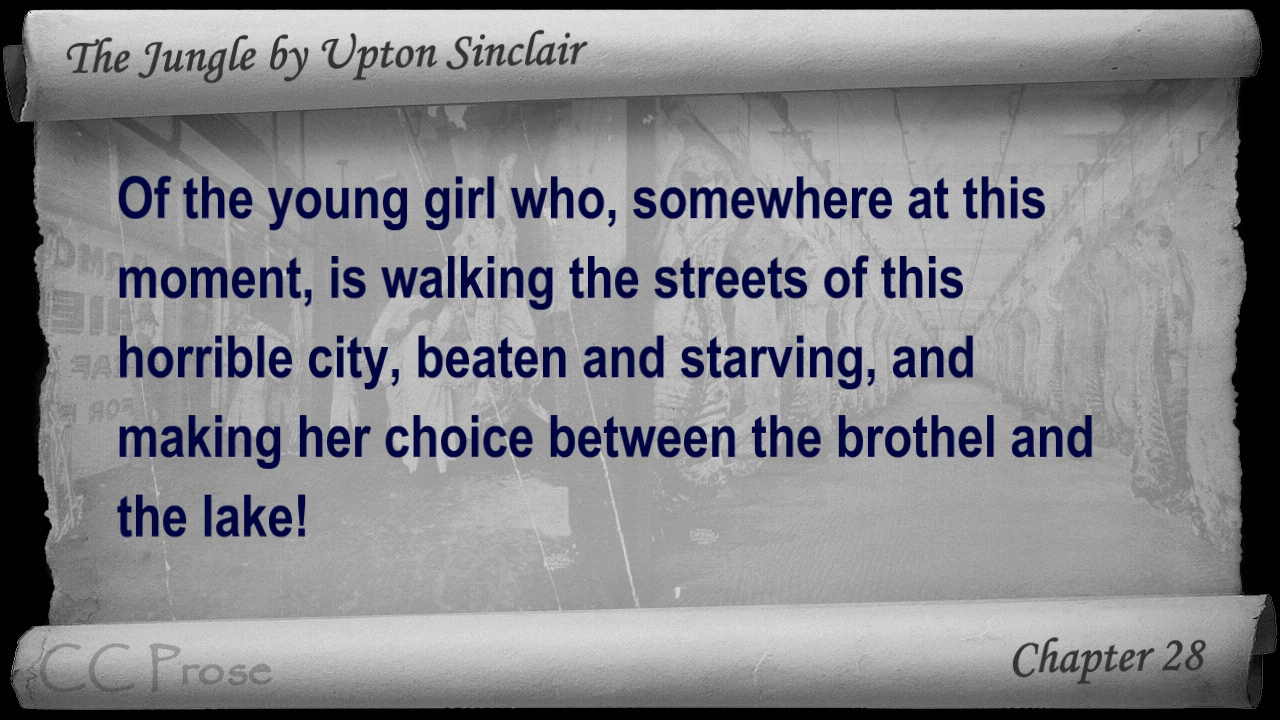 The Jungle by Upton Sinclair
Of the young girl who, somewhere at this
moment, is walking the streets of this
horrible city, beaten and starving, and
making her choice between the brothel and
the lake!
CC Prose
Chapter 28